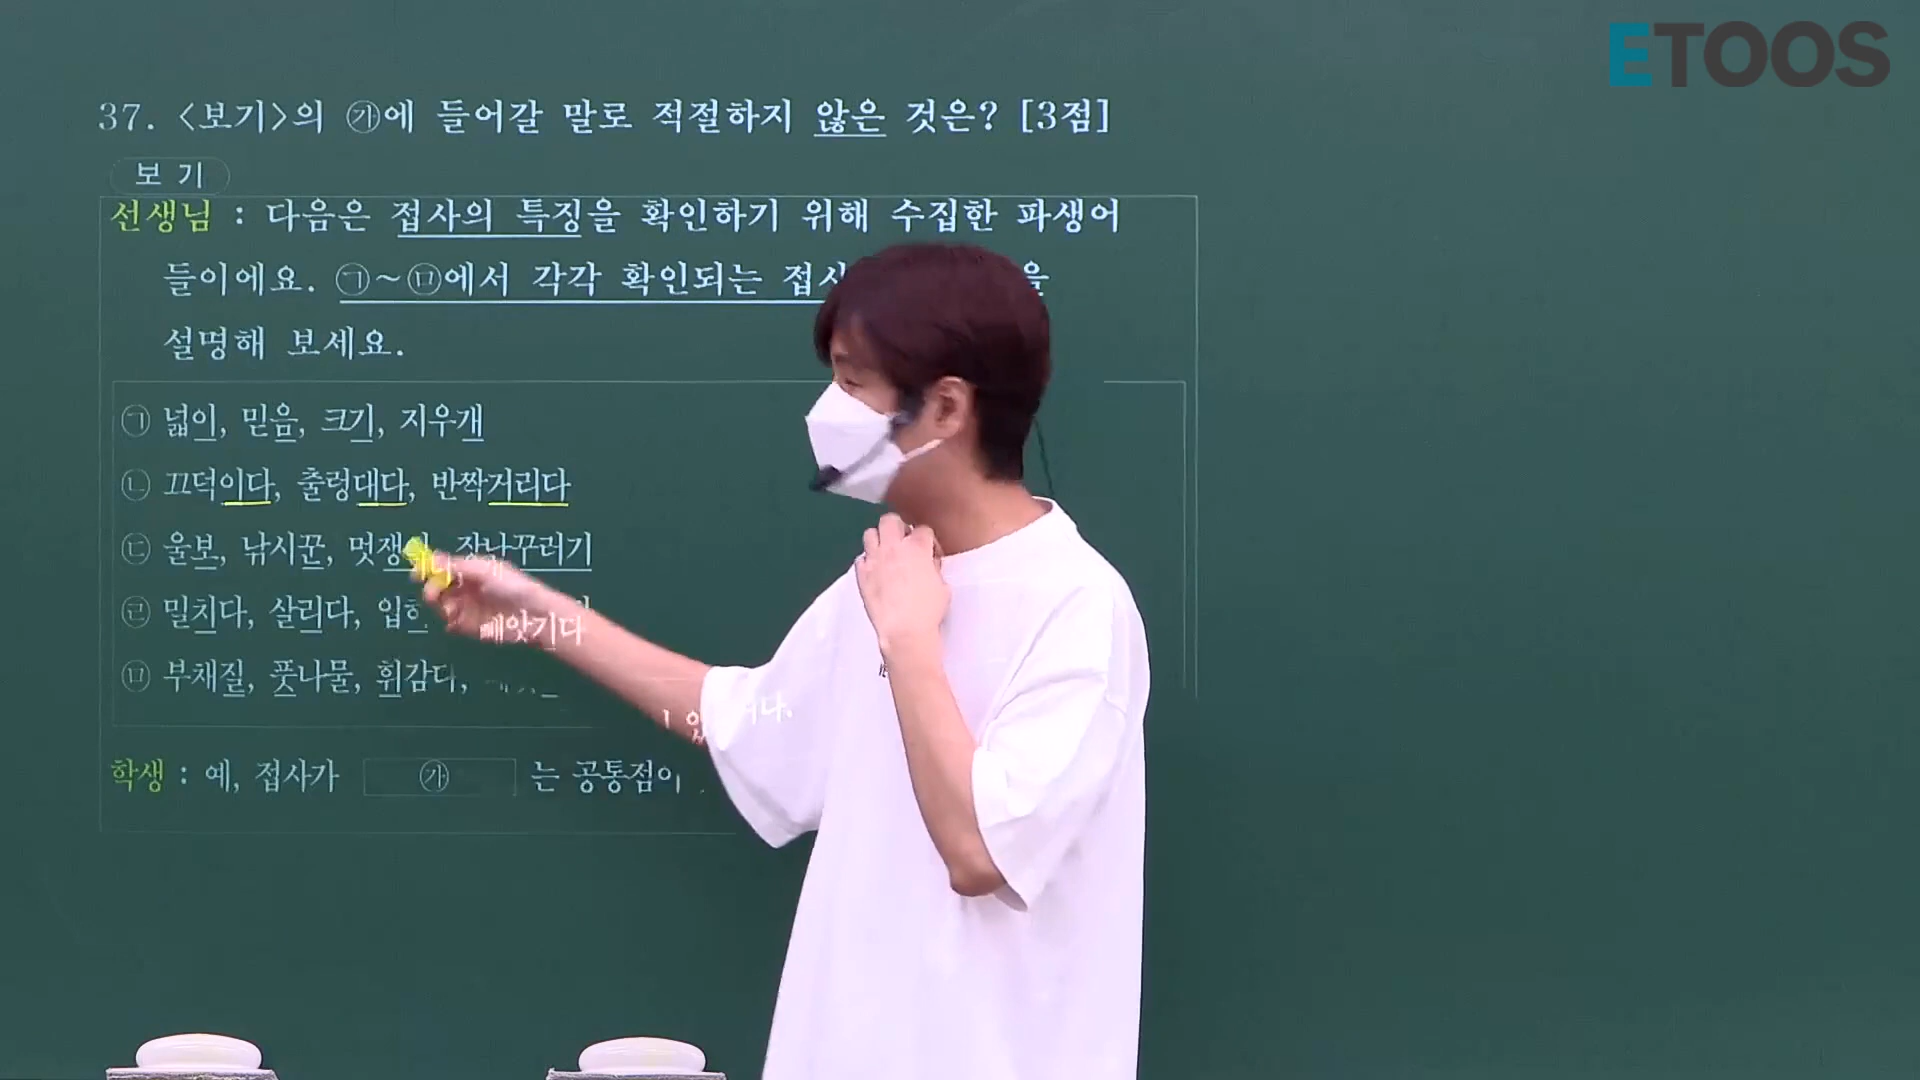 ETOOS
37. <보기>의 ㉮에 들어갈 말로 적절하지 않은 것은? [3점]
보 기
선생님 : 다음은 접사의 특징을 확인하기 위해 수집한 파생어
들이에요. ㉠~㉤에서 각각 확인되는 접사 을
설명해 보세요.
㉠ 넓이, 믿음, 크기, 지우개
㉡ 끄덕이다, 출렁대다, 반짝거리다
㉢ 울보, 낚시꾼, 멋쟁이, 장난꾸러기
㉣ 밀치다, 살리다, 입히
㉤ 부채질, 풋나물, 휘감다, 빼앗기다
학생 : 예, 접사가 ㉮ 는 공통점이